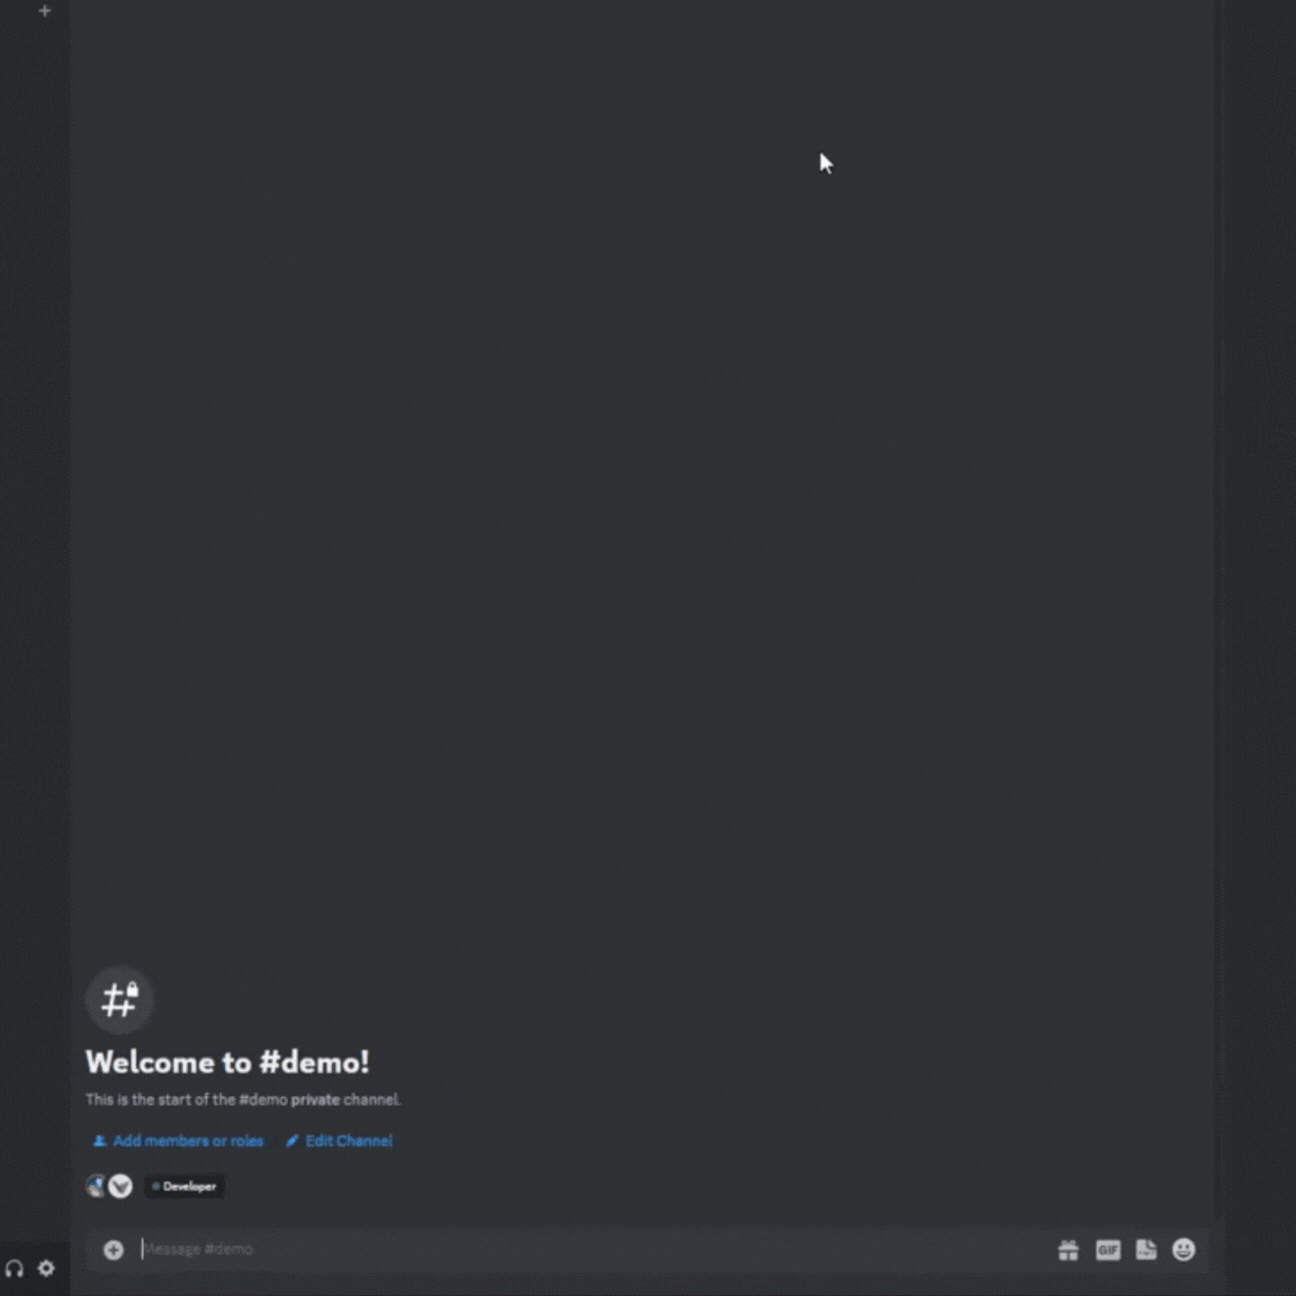 Welcome to #demo!
This is the start of the #demo private channel.
Add members or roles Edit Channel
Developer
Message #demo
GIF